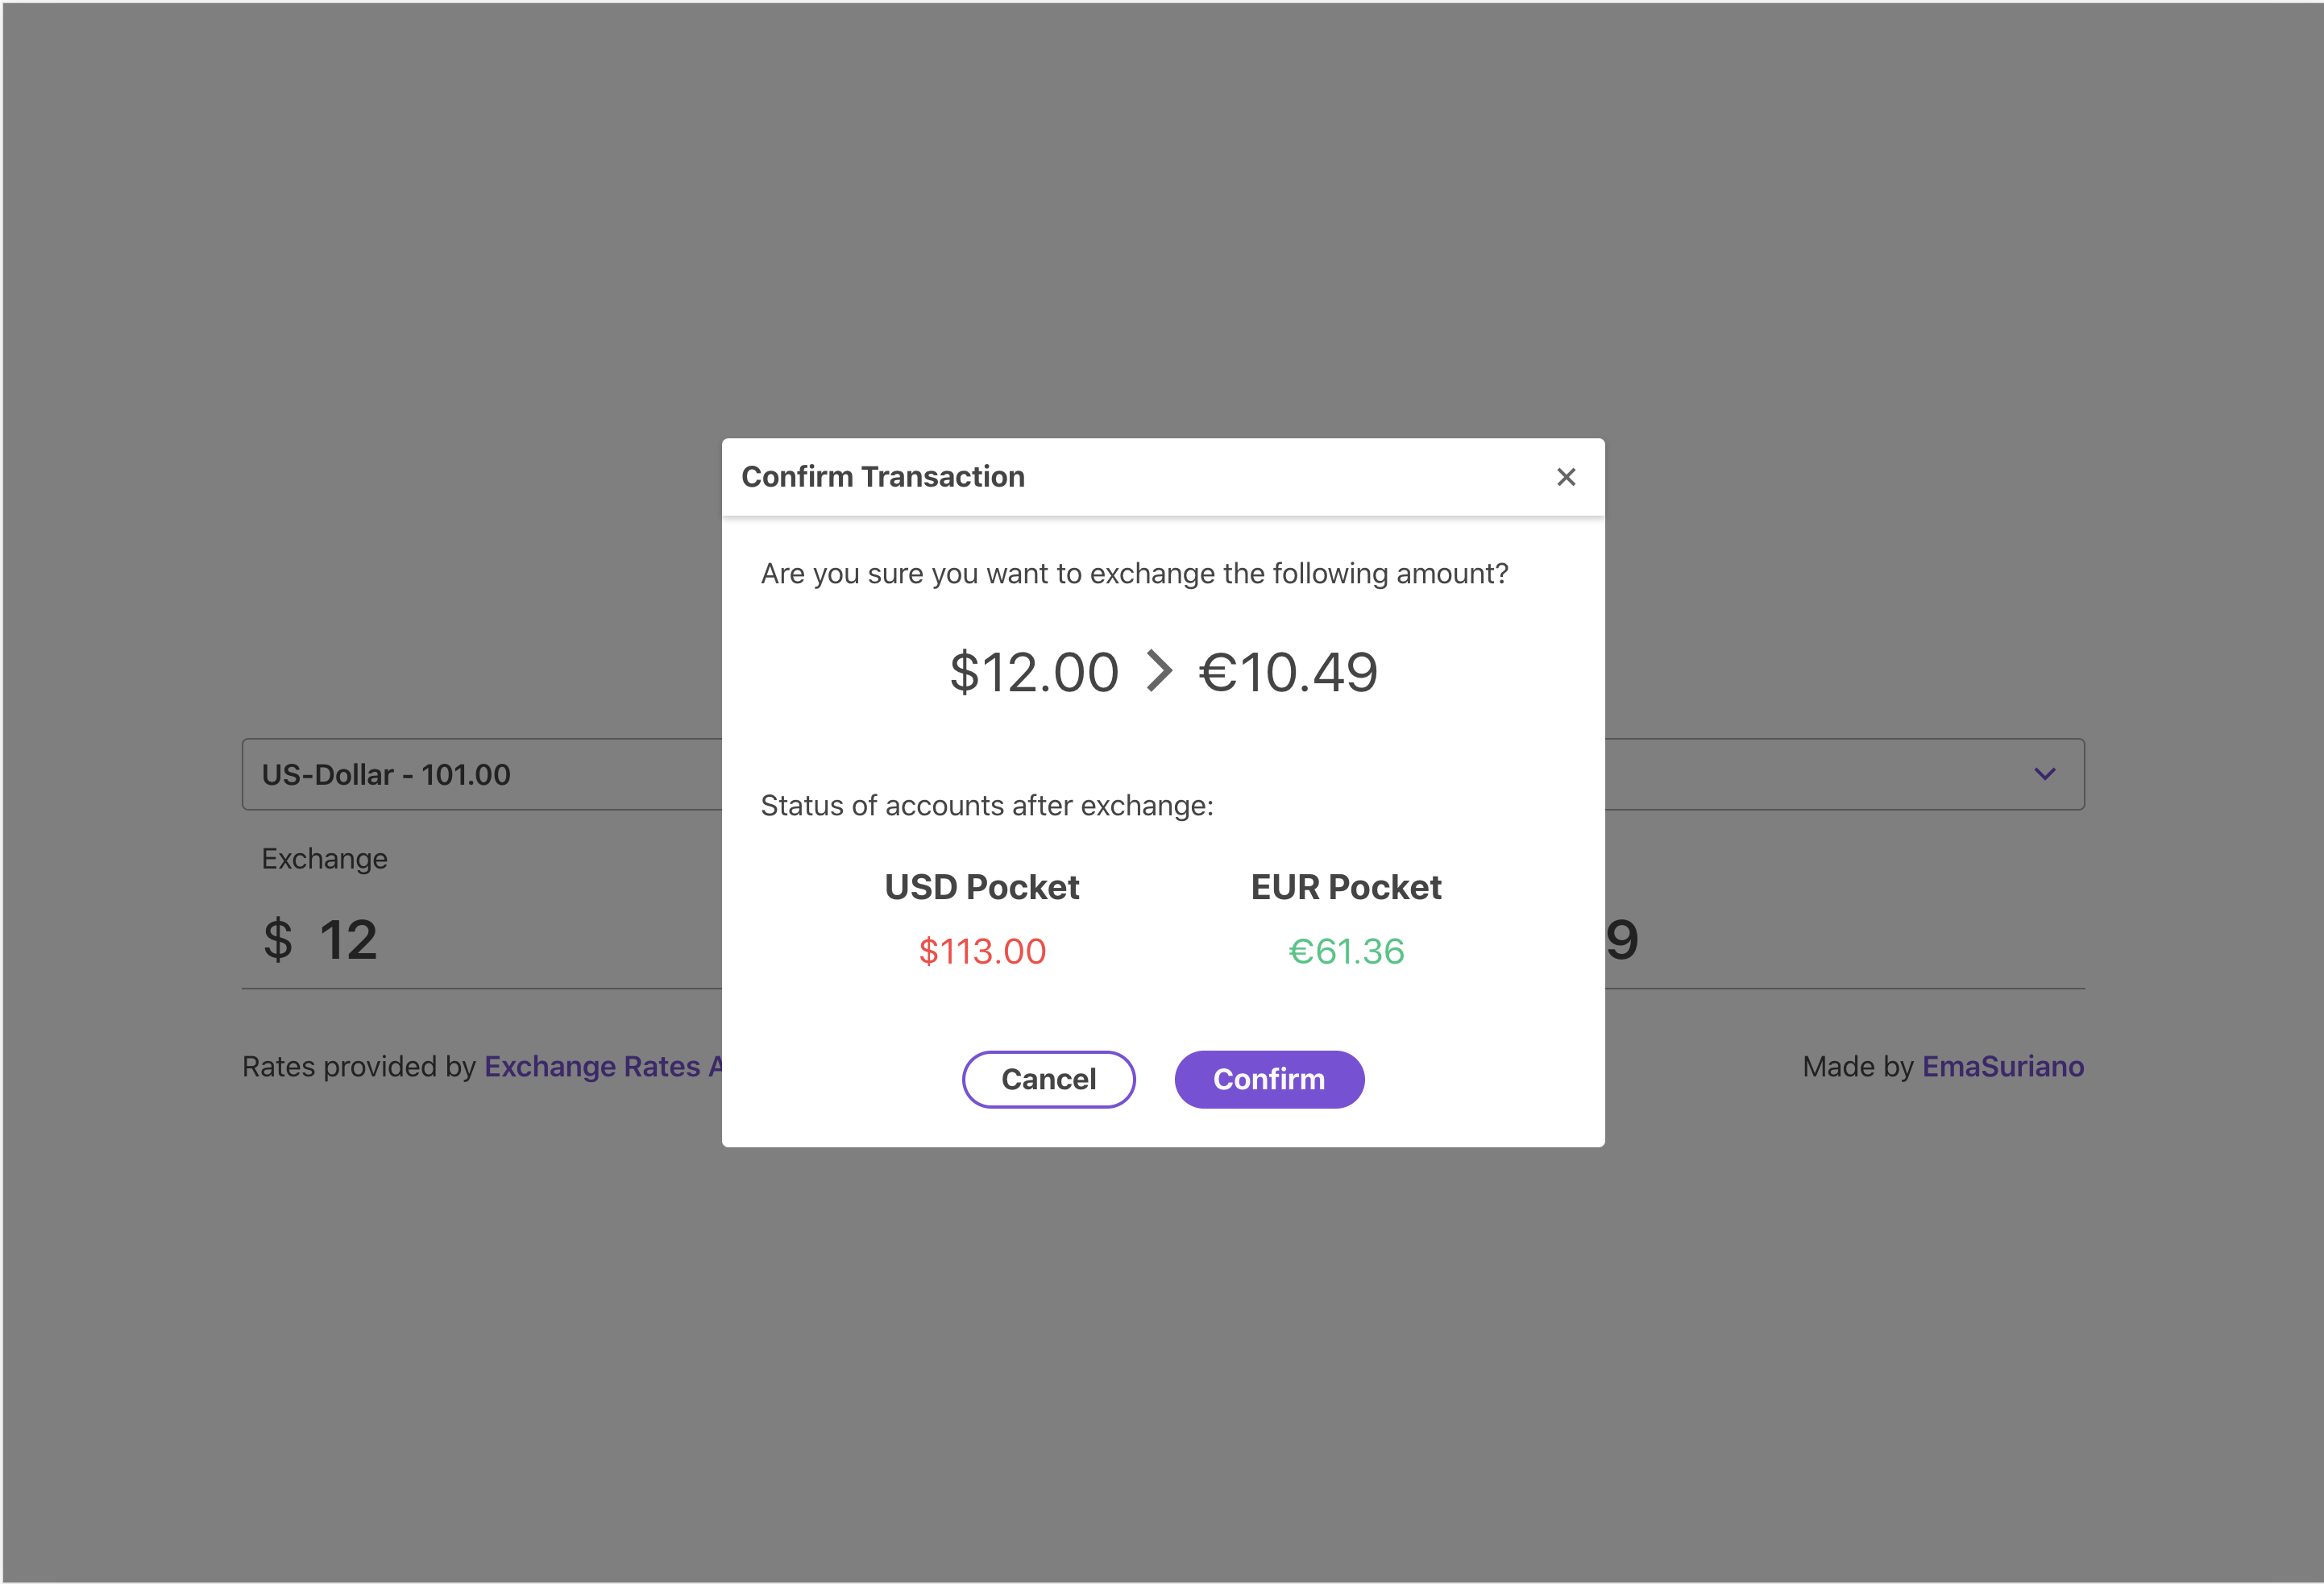 Confirm Transaction
Are you sure you want to exchange the following amount?
$12.00 > €10.49
US-Dollar - 101.00
Status of accounts after exchange:
Exchange
USD Pocket EUR Pocket
$ 12
$113.00 €61.36
9
Rates provided by Exchange Rates
Cancel Confirm
Made by EmaSuriano